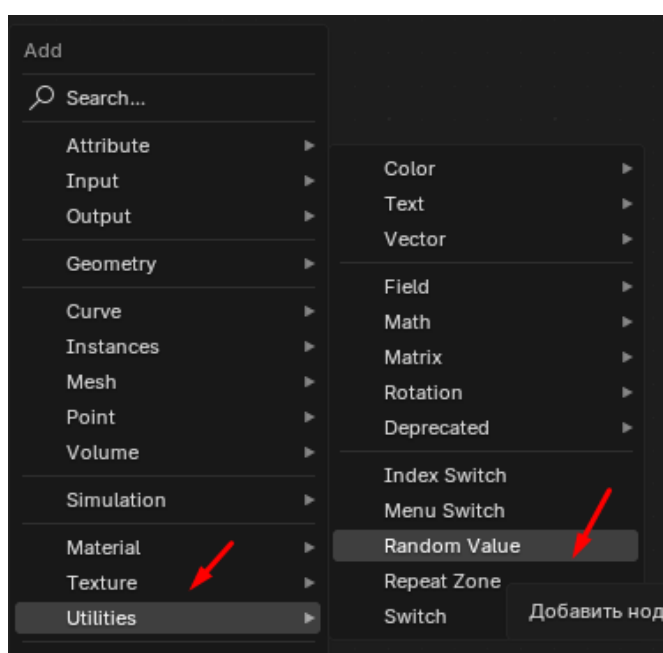 Add
Search...
Attribute
Input
Output
Geometry
Curve
Instances
Mesh
Point
Volume
Simulation
Material
Texture
Utilities
Color
Text
Vector
Field
Math
Matrix
Rotation
Deprecated
Index Switch
Menu Switch
Random Value
Repeat Zone
Switch
Добавить нод